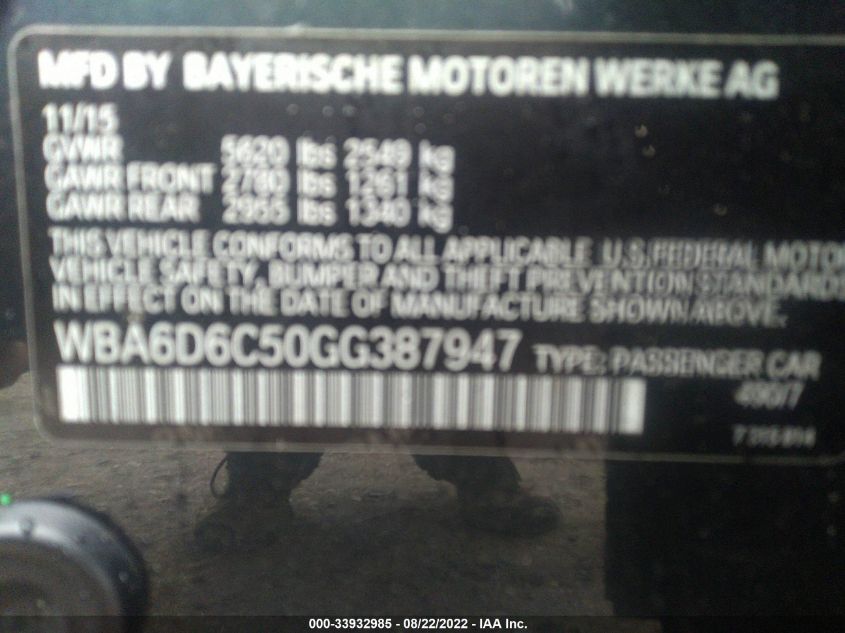 MFD BY BAYERISCHE MOTOREN WERKE AG
11/15
GVWR 5620 lbs 2549 kg
GAWR FRONT 2780 lbs 1261 kg
GAWR REAR 2955 lbs 1340 kg
THIS VEHICLE CONFORMS TO ALL APPLICABLE U.S. FEDERAL MOTOR
VEHICLE SAFETY, BUMPER AND THEFT PREVENTION STANDARDS
IN EFFECT ON THE DATE OF MANUFACTURE SHOWN ABOVE.
WBA6D6C50GG387947 TYPE: PASSENGER CAR
000-33932985 - 08/22/2022 - IAA Inc.